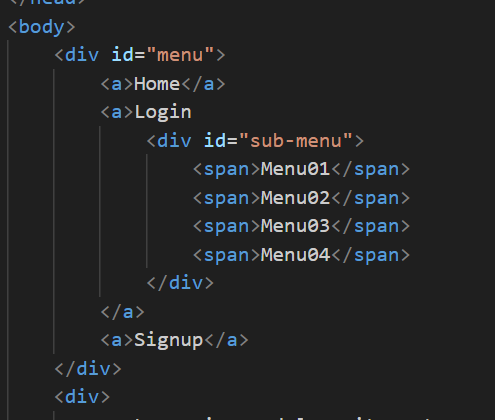 </head>
<body>
<div id="menu">
<a>Home</a>
<a>Login
<div id="sub-menu">
<span>Menu01</span>
<span>Menu02</span>
<span>Menu03</span>
<span>Menu04</span>
</div>
</a>
<a>Signup</a>
</div>
<div>